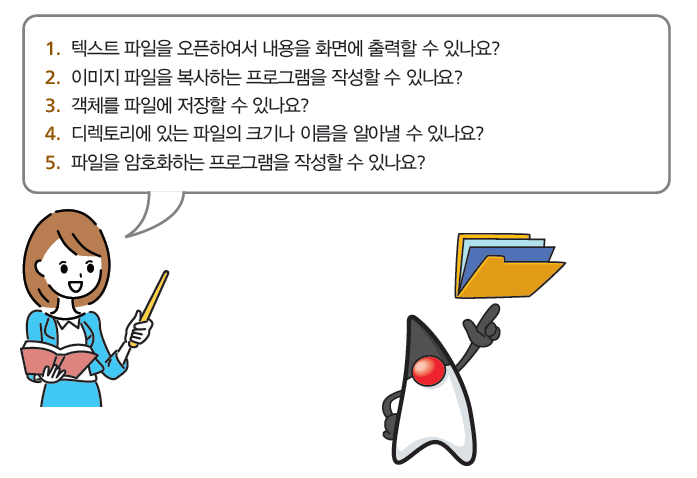 1. 텍스트 파일을 오픈하여서 내용을 화면에 출력할 수 있나요?
2. 이미지 파일을 복사하는 프로그램을 작성할 수 있나요?
3. 객체를 파일에 저장할 수 있나요?
4. 디렉토리에 있는 파일의 크기나 이름을 알아낼 수 있나요?
5. 파일을 암호화하는 프로그램을 작성할 수 있나요?